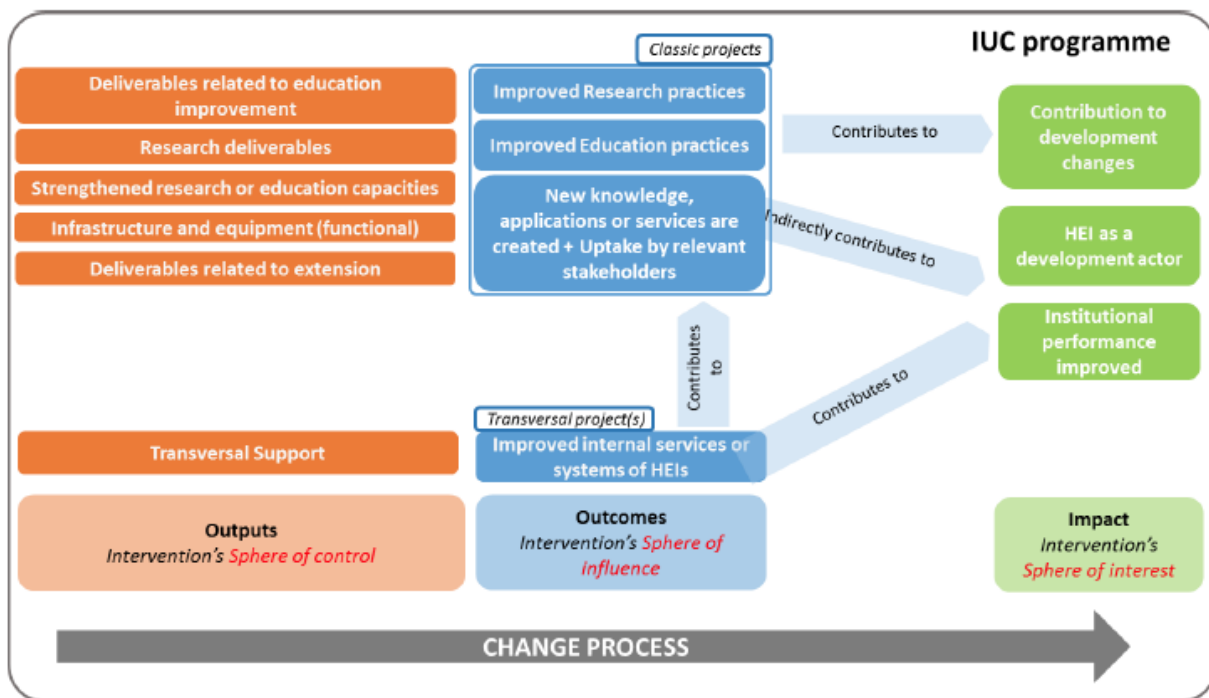 Classic projects
IUC programme
Deliverables related to education
improvement
Research deliverables
Strengthened research or education capacities
Infrastructure and equipment (functional)
Deliverables related to extension
Improved Research practices
Improved Education practices
New knowledge,
applications or services are
created + Uptake by relevant
stakeholders
Contributes to
Indirectly contributes to
Contributes
to
Contributes to
Contribution to
development
changes
HEI as a
development actor
Institutional
performance
improved
Transversal project(s)
Transversal Support
Improved internal services or
systems of HEIs
Outputs
Intervention's Sphere of control
Outcomes
Intervention's Sphere of
influence
Impact
Intervention's
Sphere of interest
CHANGE PROCESS